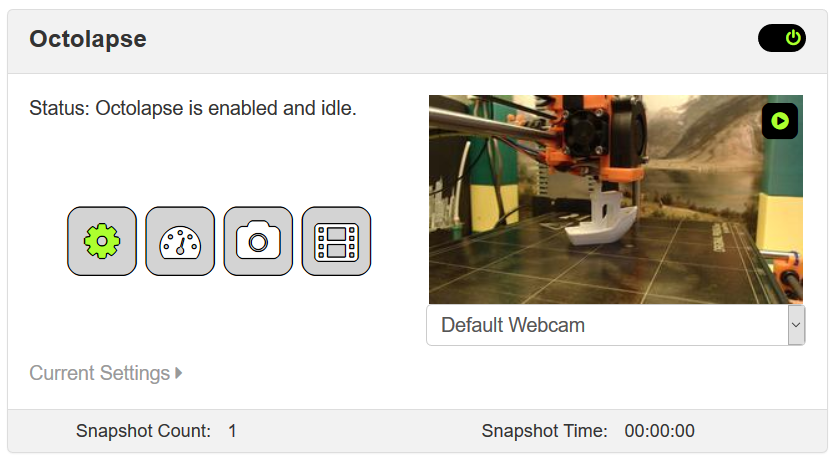 Octolapse
Status: Octolapse is enabled and idle.
Default Webcam
Current Settings
Snapshot Count: 1
Snapshot Time: 00:00:00